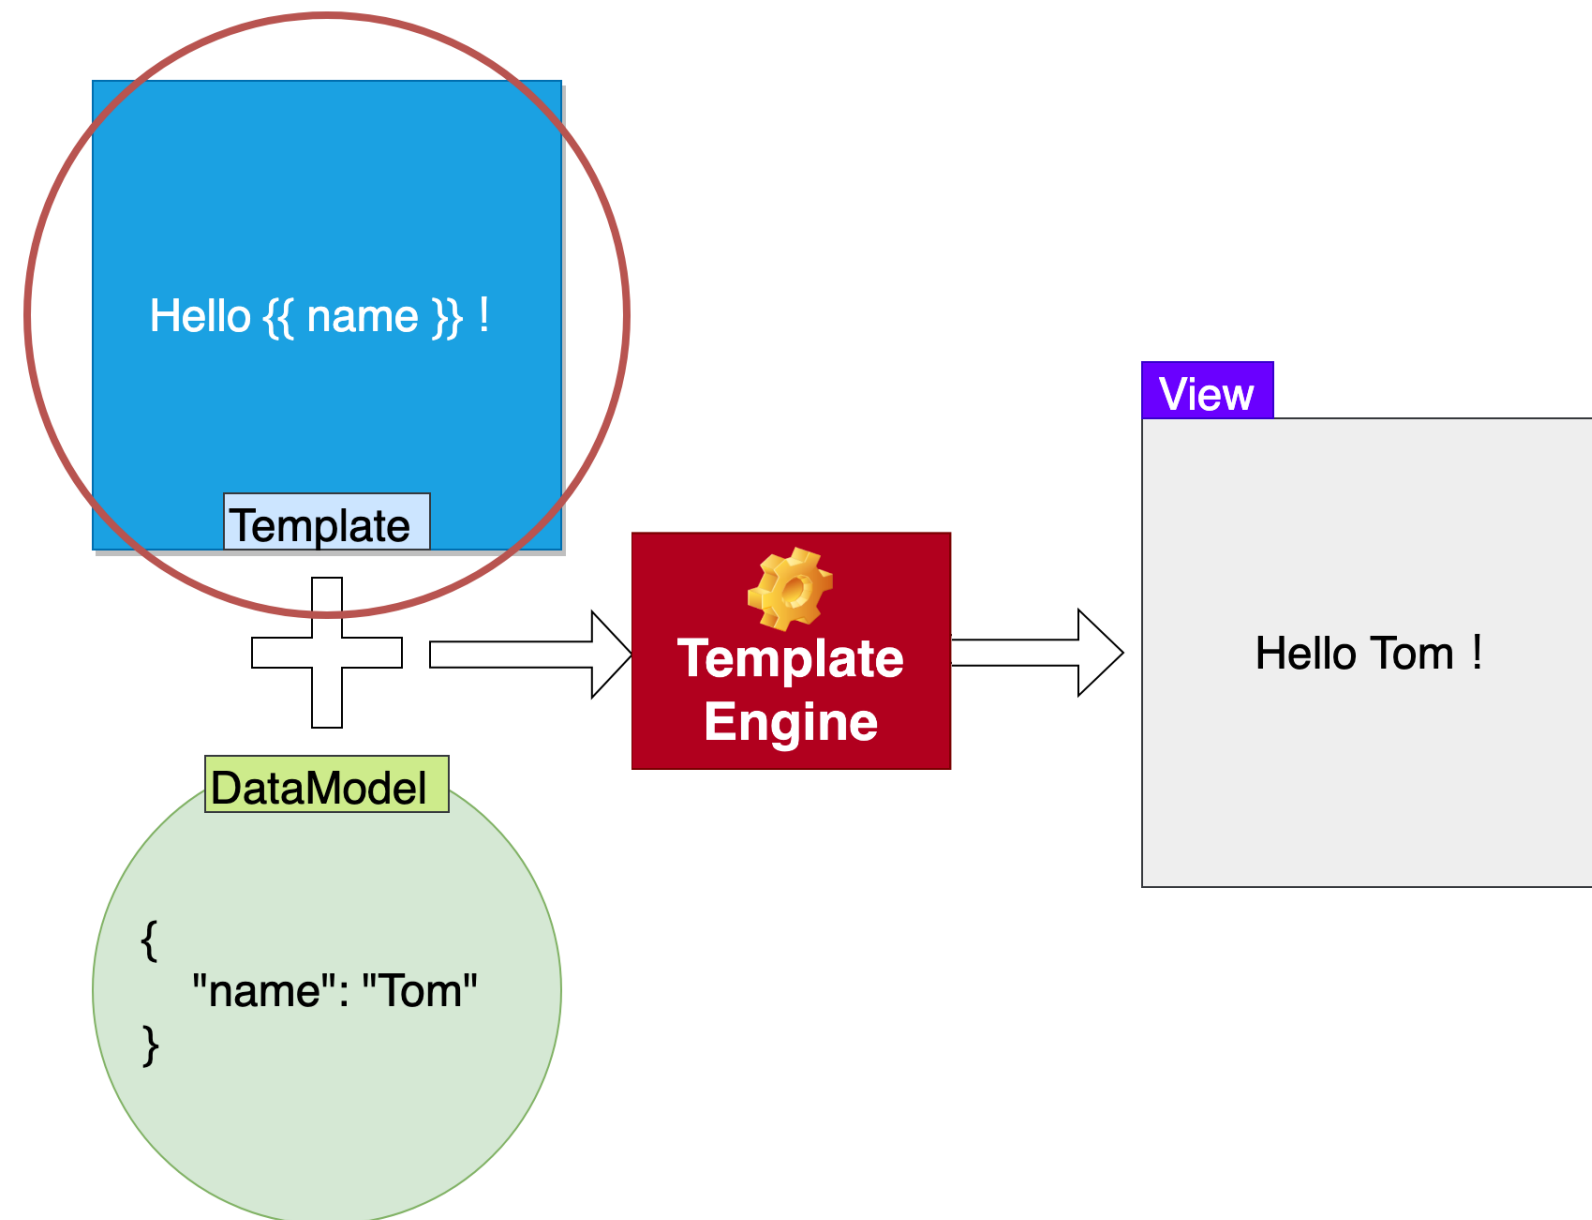 Hello {{ name }} !
Template
DataModel
{
"name": "Tom"
}
Template
Engine
View
Hello Tom !